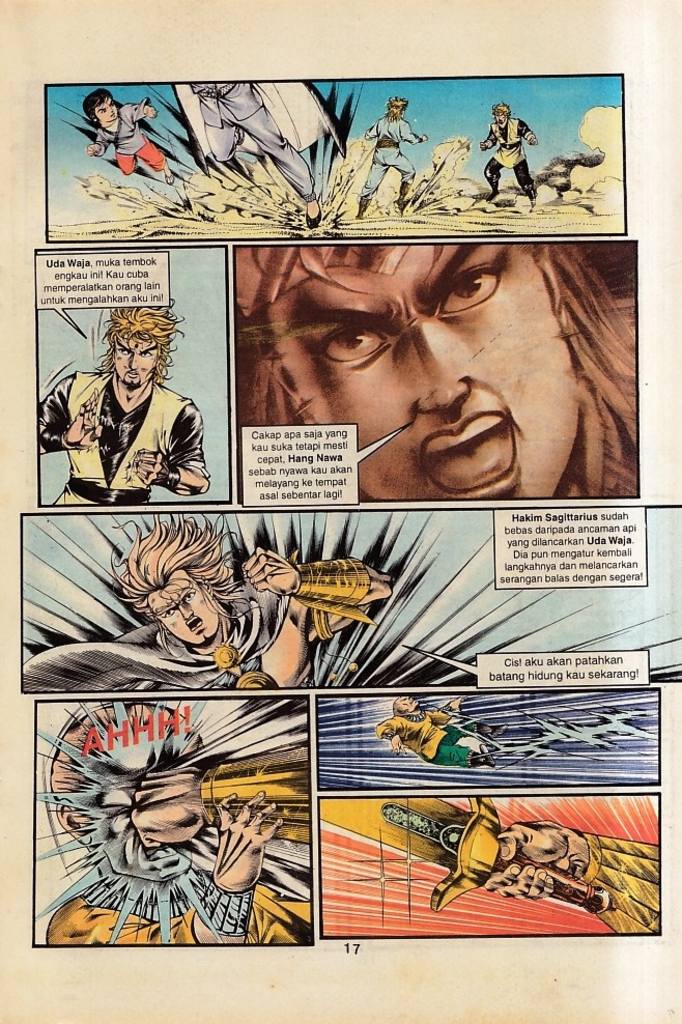 Uda Waja, muka tembok
engkau ini! Kau cuba
memperalatkan orang lain
untuk mengalahkan aku ini!
Cakap apa saja yang
kau suka tetapi mesti
cepat, Hang Nawa
sebab nyawa kau akan
melayang ke tempat
asal sebentar lagi!
Hakim Sagittarius sudah
bebas daripada ancaman api
yang dilancarkan Uda Waja.
Dia pun mengatur kembali
langkahnya dan melancarkan
serangan balas dengan segera!
Cis! aku akan patahkan
batang hidung kau sekarang!
AHHH!
17